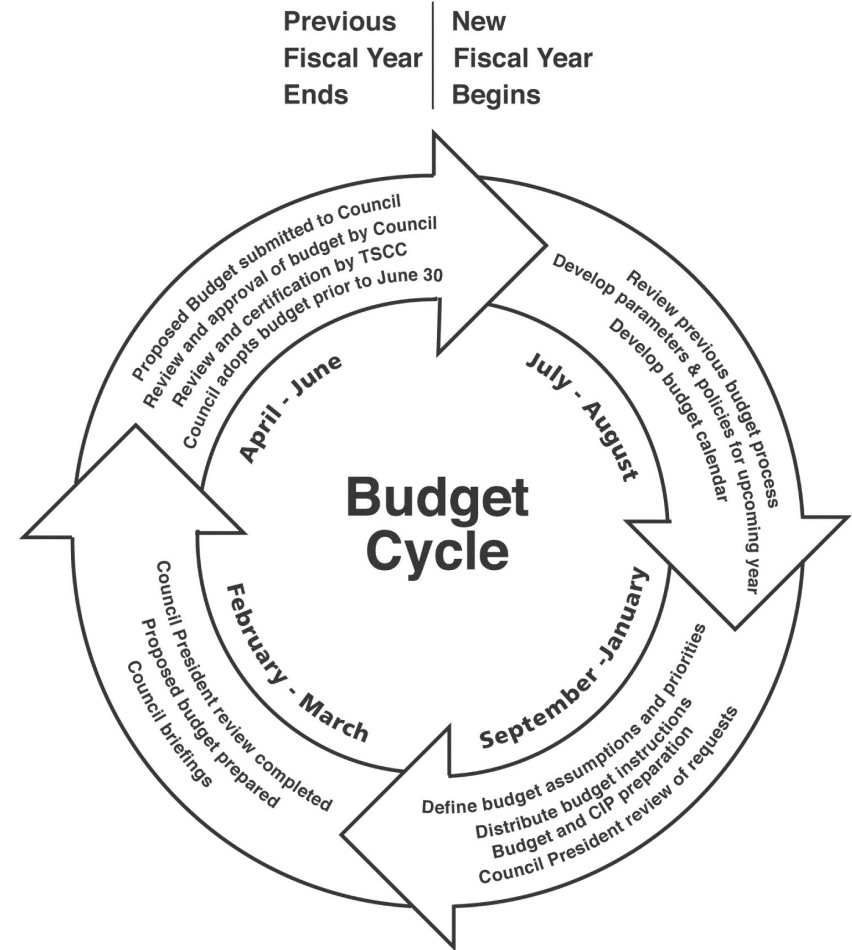 Previous
Fiscal Year
Ends
New
Fiscal Year
Begins
Proposed Budget submitted to Council
Review and approval of budget by Council
Review and certification by TSCC
Council adopts budget prior to June 30
April - June
Review previous budget process
Develop parameters & policies for upcoming year
Develop budget calendar
July - August
Budget
Cycle
September -January
Define budget assumptions and priorities
Distribute budget instructions
Budget and CIP preparation
Council President review of requests
February - March
Council President review completed
Proposed budget prepared
Council briefings